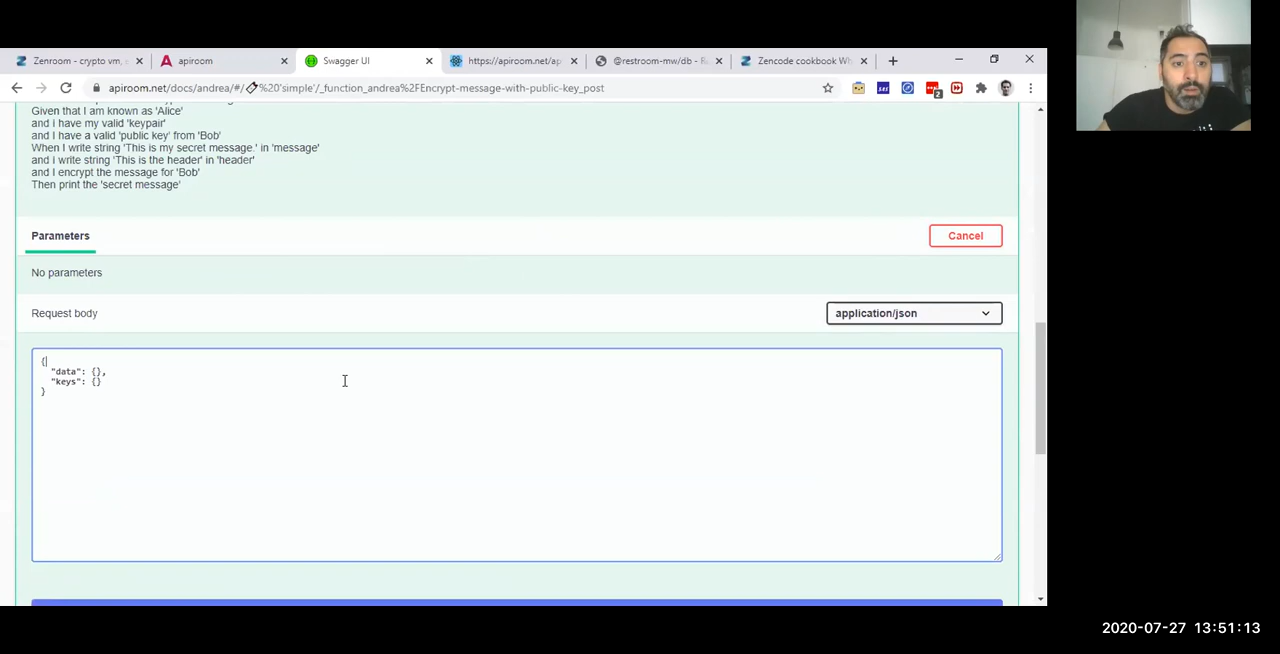 Zenroom - crypto vm,
apiroom
Swagger UI
https://apiroom.net/ap
@restroom-mw/db - R
Zencode cookbook Wh
apiroom.net/docs/andrea/#/ %20'simple'/_function_andrea%2FEncrypt-message-with-public-key_post
2
Given that I am known as 'Alice'
and i have my valid 'keypair'
and I have a valid 'public key' from 'Bob'
When I write string 'This is my secret message.' in 'message'
and i write string 'This is the header' in 'header'
and I encrypt the message for 'Bob'
Then print the 'secret message'
Parameters
Cancel
No parameters
Request body
application/json
{
"data": {},
"keys": {}
}
2020-07-27 13:51:13